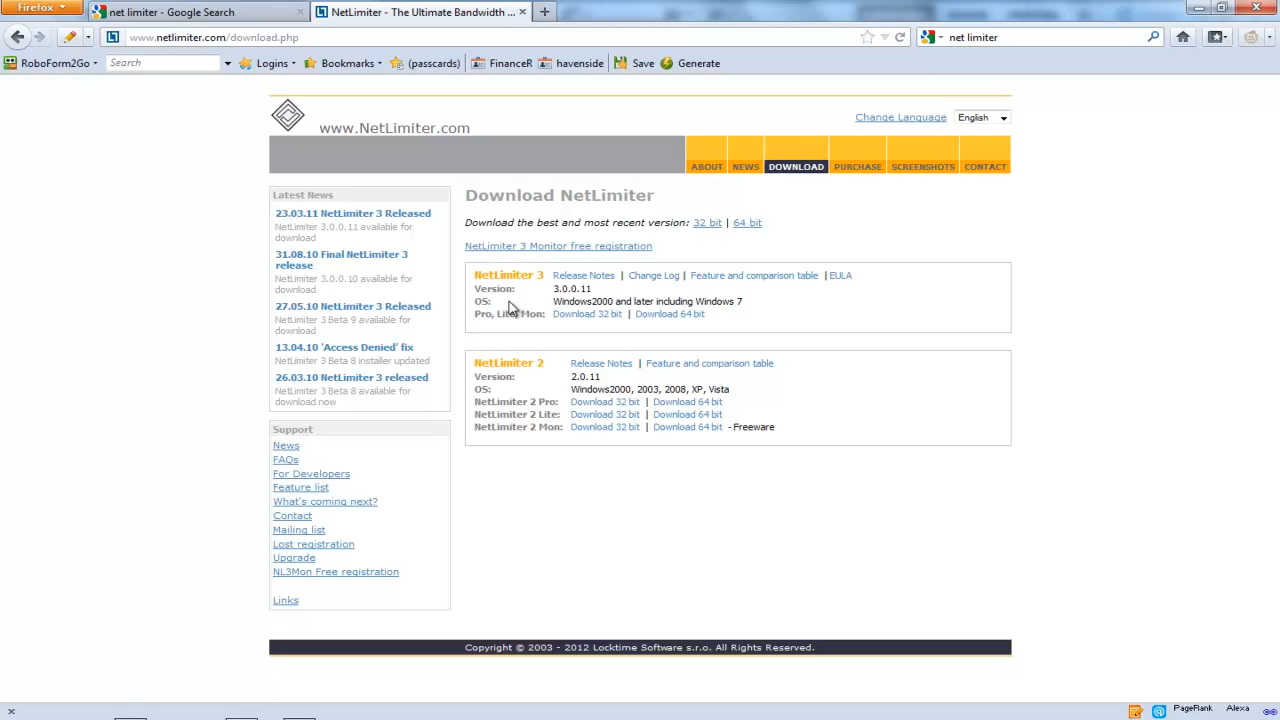 Firefox
net limiter - Google Search
NetLimiter - The Ultimate Bandwidth ...
www.netlimiter.com/download.php
net limiter
RoboForm2Go
Search
Logins
Bookmarks
(passcards)
FinanceR
havenside
Save
Generate
www.NetLimiter.com
Change Language
English
ABOUT
NEWS
DOWNLOAD
PURCHASE
SCREENSHOTS
CONTACT
Latest News
23.03.11 NetLimiter 3 Released
NetLimiter 3.0.0.11 available for
download
31.08.10 Final NetLimiter 3
release
NetLimiter 3.0.0.10 available for
download
27.05.10 NetLimiter 3 Released
NetLimiter 3 Beta 9 available for
download
13.04.10 'Access Denied' fix
NetLimiter 3 Beta 8 installer updated
26.03.10 NetLimiter 3 released
NetLimiter 3 Beta 8 available for
download now
Support
News
FAQs
For Developers
Feature list
What's coming next?
Contact
Mailing list
Lost registration
Upgrade
NL3Mon Free registration
Links
Download NetLimiter
Download the best and most recent version: 32 bit | 64 bit
NetLimiter 3 Monitor free registration
NetLimiter 3 Release Notes | Change Log | Feature and comparison table | EULA
Version: 3.0.0.11
OS: Windows2000 and later including Windows 7
Pro, Lite, Mon: Download 32 bit | Download 64 bit
NetLimiter 2 Release Notes | Feature and comparison table
Version: 2.0.11
OS: Windows2000, 2003, 2008, XP, Vista
NetLimiter 2 Pro: Download 32 bit | Download 64 bit
NetLimiter 2 Lite: Download 32 bit | Download 64 bit
NetLimiter 2 Mon: Download 32 bit | Download 64 bit - Freeware
Copyright © 2003 - 2012 Locktime Software s.r.o. All Rights Reserved.
PageRank
Alexa